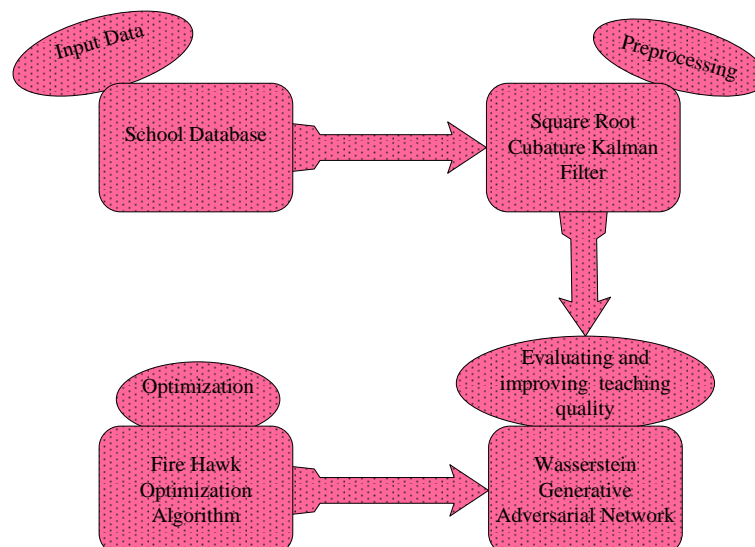 Input Data
School Database
Preprocessing
Square Root
Cubature Kalman
Filter
Evaluating and
improving teaching
quality
Wasserstein
Generative
Adversarial Network
Optimization
Fire Hawk
Optimization
Algorithm